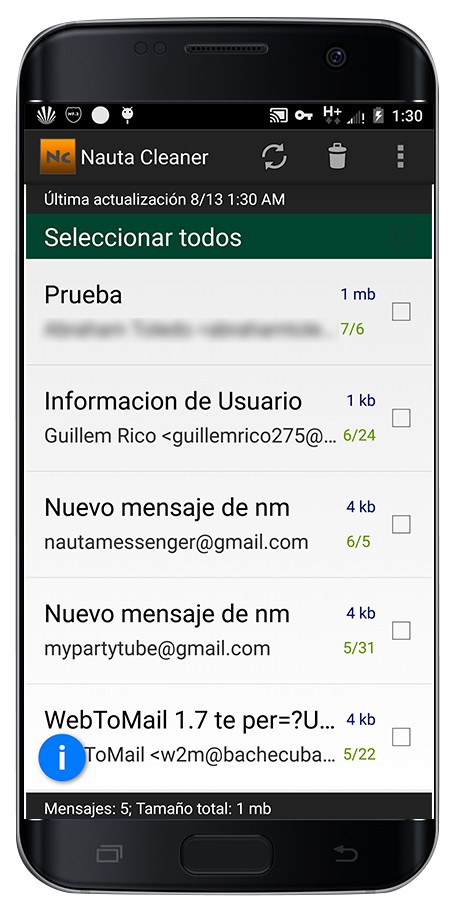 H+
1:30
Nc Nauta Cleaner
Última actualización 8/13 1:30 AM
Seleccionar todos
Prueba 1 mb
7/6
Informacion de Usuario 1 kb
Guillem Rico <guillemrico275@... 6/24
Nuevo mensaje de nm 4 kb
nautamessenger@gmail.com 6/5
Nuevo mensaje de nm 4 kb
mypartytube@gmail.com 5/31
WebToMail 1.7 te per=?U... 4 kb
i ToMail <w2m@bachecuba... 5/22
Mensajes: 5; Tamaño total: 1 mb